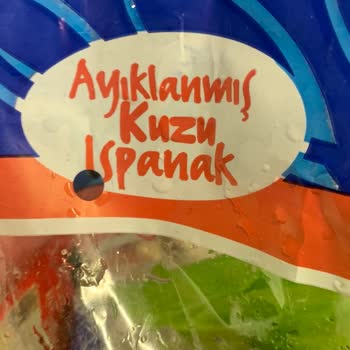 Ayıklanmış
Kuzu
Ispanak